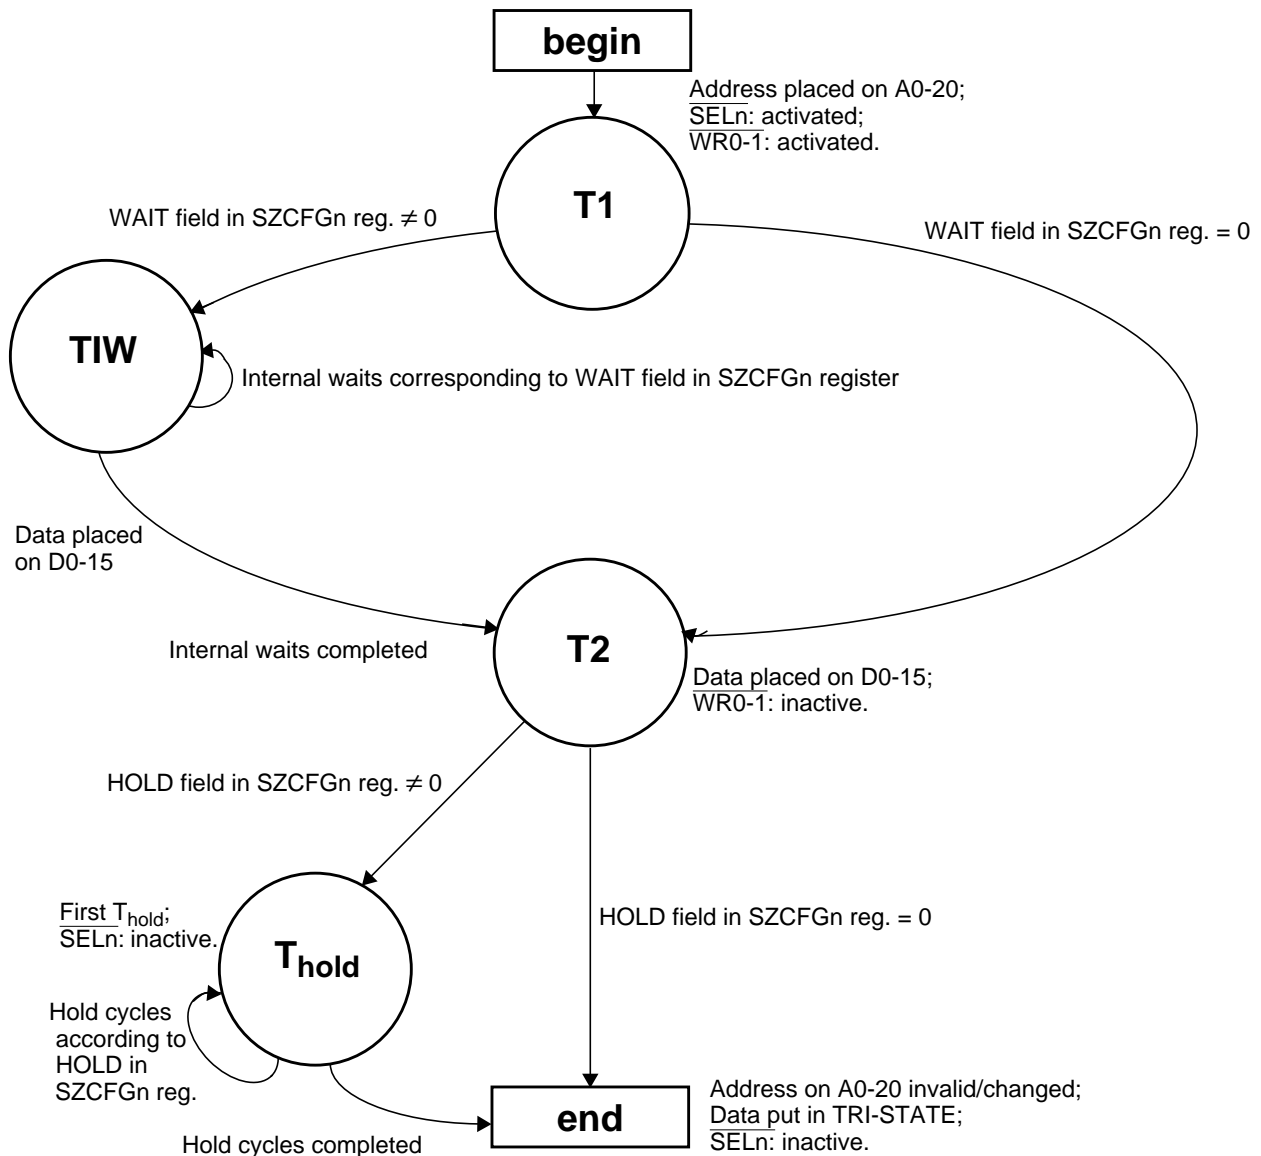 begin
Address placed on A0-20;
SELn: activated;
WR0-1: activated.
T1
WAIT field in SZCFGn reg. ≠ 0
WAIT field in SZCFGn reg. = 0
TIW
Internal waits corresponding to WAIT field in SZCFGn register
Data placed
on D0-15
Internal waits completed
T2
Data placed on D0-15;
WR0-1: inactive.
HOLD field in SZCFGn reg. ≠ 0
HOLD field in SZCFGn reg. = 0
First Thold;
SELn: inactive.
Thold
Hold cycles
according to
HOLD in
SZCFGn reg.
Hold cycles completed
end
Address on A0-20 invalid/changed;
Data put in TRI-STATE;
SELn: inactive.